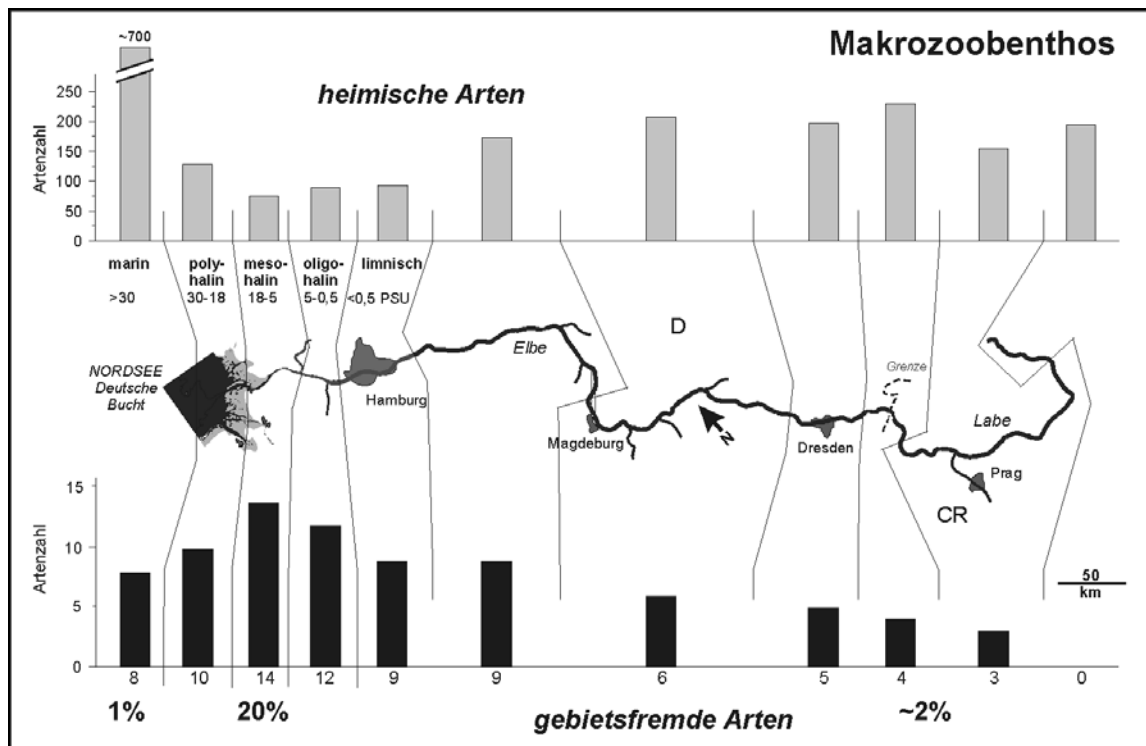 Makrozoobenthos
~700
heimische Arten
Artenzahl
250
200
150
100
50
0
marin
>30
poly-
halin
30-18
meso-
halin
18-5
oligo-
halin
5-0,5
limnisch
<0,5 PSU
NORDSEE
Deutsche
Bucht
Hamburg
Elbe
D
Magdeburg
N
Dresden
Grenze
Labe
Prag
CR
50
km
Artenzahl
15
10
5
0
8 10 14 12 9 9 6 5 4 3 0
1% 20% ~2%
gebietsfremde Arten